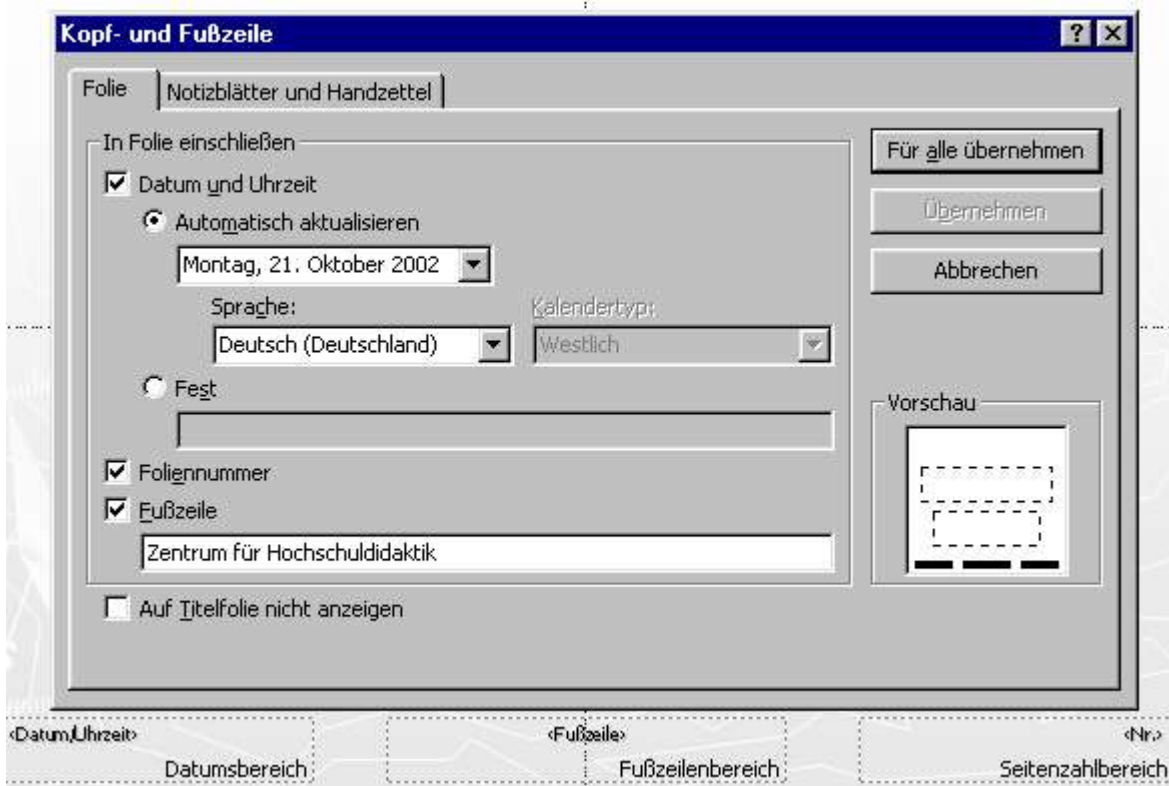 Kopf- und Fußzeile
Folie
Notizblätter und Handzettel
In Folie einschließen
Datum und Uhrzeit
Automatisch aktualisieren
Montag, 21. Oktober 2002
Sprache:
Kalendertyp:
Deutsch (Deutschland)
Westlich
Fest
Foliennummer
Fußzeile
Zentrum für Hochschuldidaktik
Auf Titelfolie nicht anzeigen
Für alle übernehmen
Übernehmen
Abbrechen
Vorschau
‹Datum/Uhrzeit›
‹Fußzeile›
‹Nr.›
Datumsbereich
Fußzeilenbereich
Seitenzahlbereich